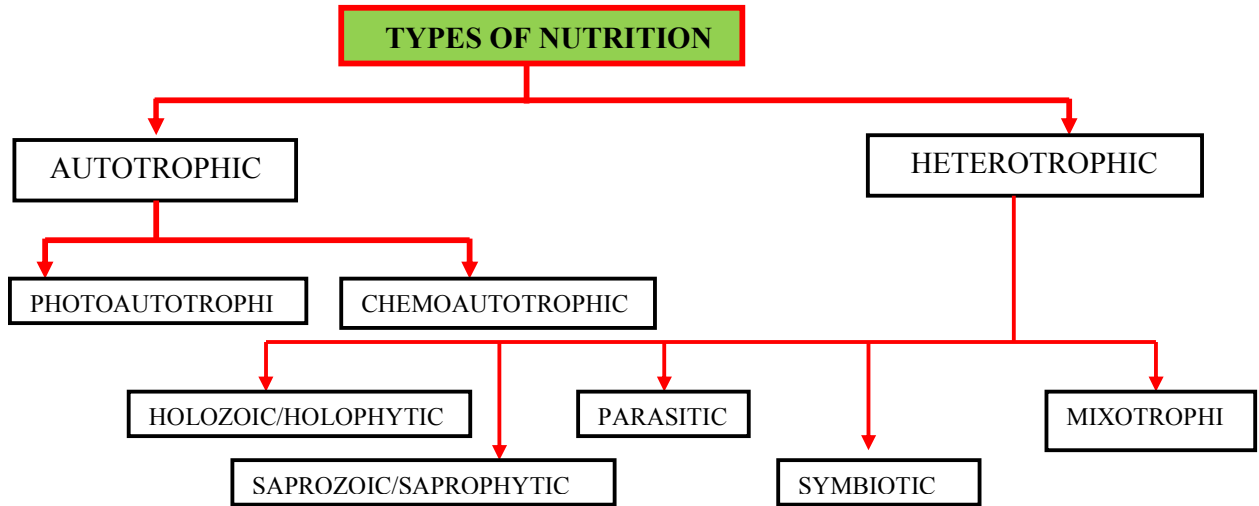 TYPES OF NUTRITION
AUTOTROPHIC
HETEROTROPHIC
PHOTOAUTOTROPHI
CHEMOAUTOTROPHIC
HOLOZOIC/HOLOPHYTIC
PARASITIC
MIXOTROPHI
SAPROZOIC/SAPROPHYTIC
SYMBIOTIC